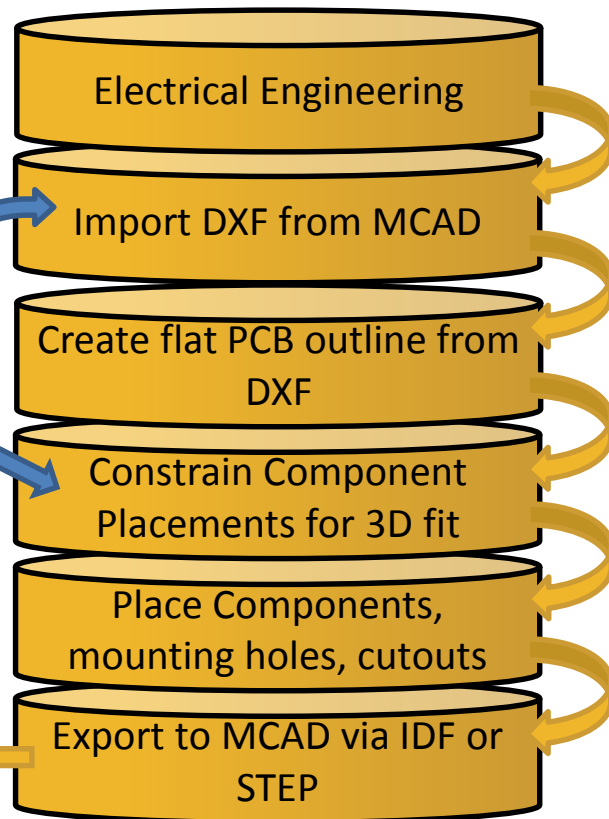 Electrical Engineering
Import DXF from MCAD
Create flat PCB outline from
DXF
Constrain Component
Placements for 3D fit
Place Components,
mounting holes, cutouts
Export to MCAD via IDF or
STEP